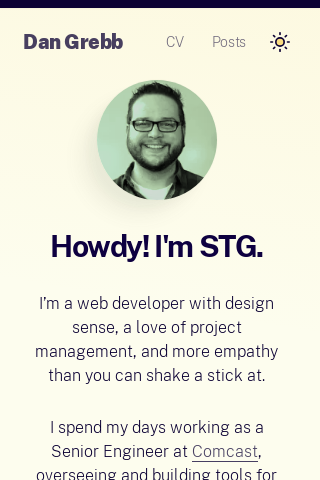 Dan Grebb
CV
Posts
Howdy! I'm STG.
I’m a web developer with design
sense, a love of project
management, and more empathy
than you can shake a stick at.
I spend my days working as a
Senior Engineer at Comcast,
overseeing and building tools for